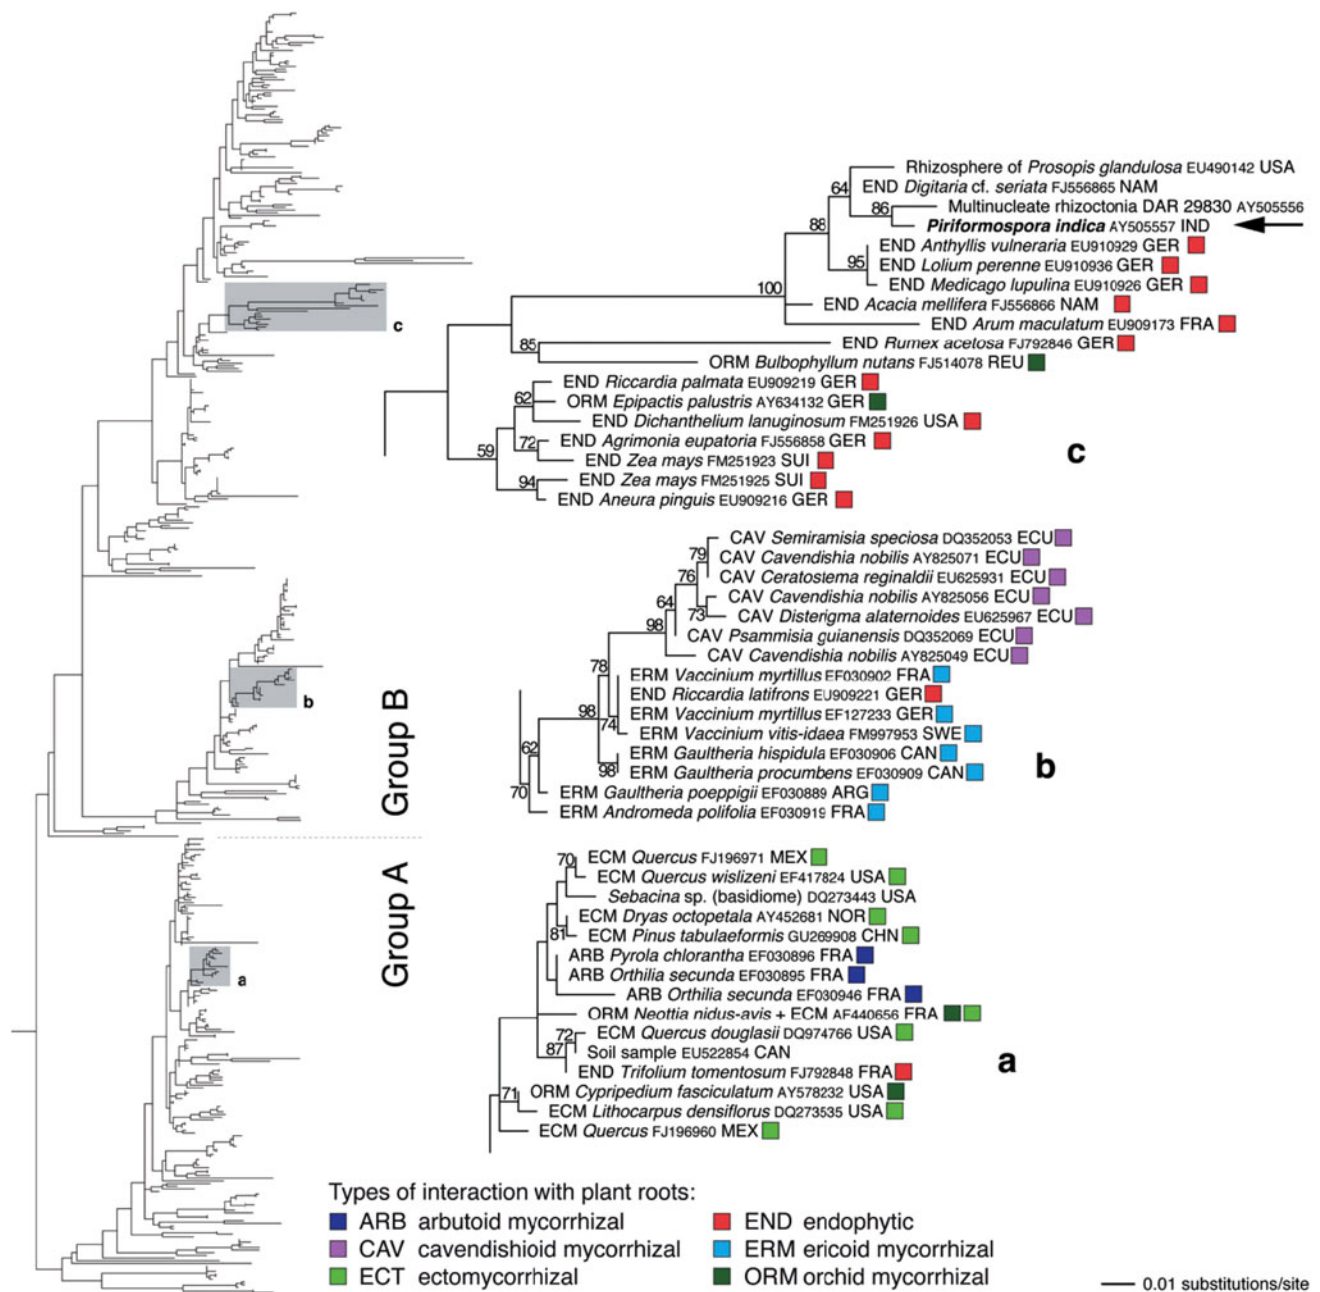 Rhizosphere of Prosopis glandulosa EU490142 USA
64
END Digitaria cf. seriata FJ556865 NAM
86
Multinucleate rhizoctonia DAR 29830 AY505556
88
Piriformospora indica AY505557 IND
END Anthyllis vulneraria EU910929 GER
95
END Lolium perenne EU910936 GER
END Medicago lupulina EU910926 GER
100
END Acacia mellifera FJ556866 NAM
END Arum maculatum EU909173 FRA
c
85
END Rumex acetosa FJ792846 GER
ORM Bulbophyllum nutans FJ514078 REU
END Riccardia palmata EU909219 GER
62
ORM Epipactis palustris AY634132 GER
END Dichanthelium lanuginosum FM251926 USA
72
END Agrimonia eupatoria FJ556858 GER
59
END Zea mays FM251923 SUI
c
94
END Zea mays FM251925 SUI
END Aneura pinguis EU909216 GER
CAV Semiramisia speciosa DQ352053 ECU
79
CAV Cavendishia nobilis AY825071 ECU
76
CAV Ceratostema reginaldii EU625931 ECU
64
CAV Cavendishia nobilis AY825056 ECU
73
CAV Disterigma alaternoides EU625967 ECU
98
CAV Psammisia guianensis DQ352069 ECU
CAV Cavendishia nobilis AY825049 ECU
78
ERM Vaccinium myrtillus EF030902 FRA
END Riccardia latifrons EU909221 GER
b
98
ERM Vaccinium myrtillus EF127233 GER
74
ERM Vaccinium vitis-idaea FM997953 SWE
62
ERM Gaultheria hispidula EF030906 CAN
98
ERM Gaultheria procumbens EF030909 CAN
b
70
ERM Gaultheria poeppigii EF030889 ARG
ERM Andromeda polifolia EF030919 FRA
Group B
Group A
70
ECM Quercus FJ196971 MEX
ECM Quercus wislizeni EF417824 USA
Sebacina sp. (basidiome) DQ273443 USA
ECM Dryas octopetala AY452681 NOR
81
ECM Pinus tabulaeformis GU269908 CHN
ARB Pyrola chlorantha EF030896 FRA
ARB Orthilia secunda EF030895 FRA
a
ARB Orthilia secunda EF030946 FRA
ORM Neottia nidus-avis + ECM AF440656 FRA
72
ECM Quercus douglasii DQ974766 USA
87
Soil sample EU522854 CAN
a
END Trifolium tomentosum FJ792848 FRA
71
ORM Cypripedium fasciculatum AY578232 USA
ECM Lithocarpus densiflorus DQ273535 USA
ECM Quercus FJ196960 MEX
Types of interaction with plant roots:
ARB arbutoid mycorrhizal
END endophytic
CAV cavendishioid mycorrhizal
ERM ericoid mycorrhizal
ECT ectomycorrhizal
ORM orchid mycorrhizal
0.01 substitutions/site